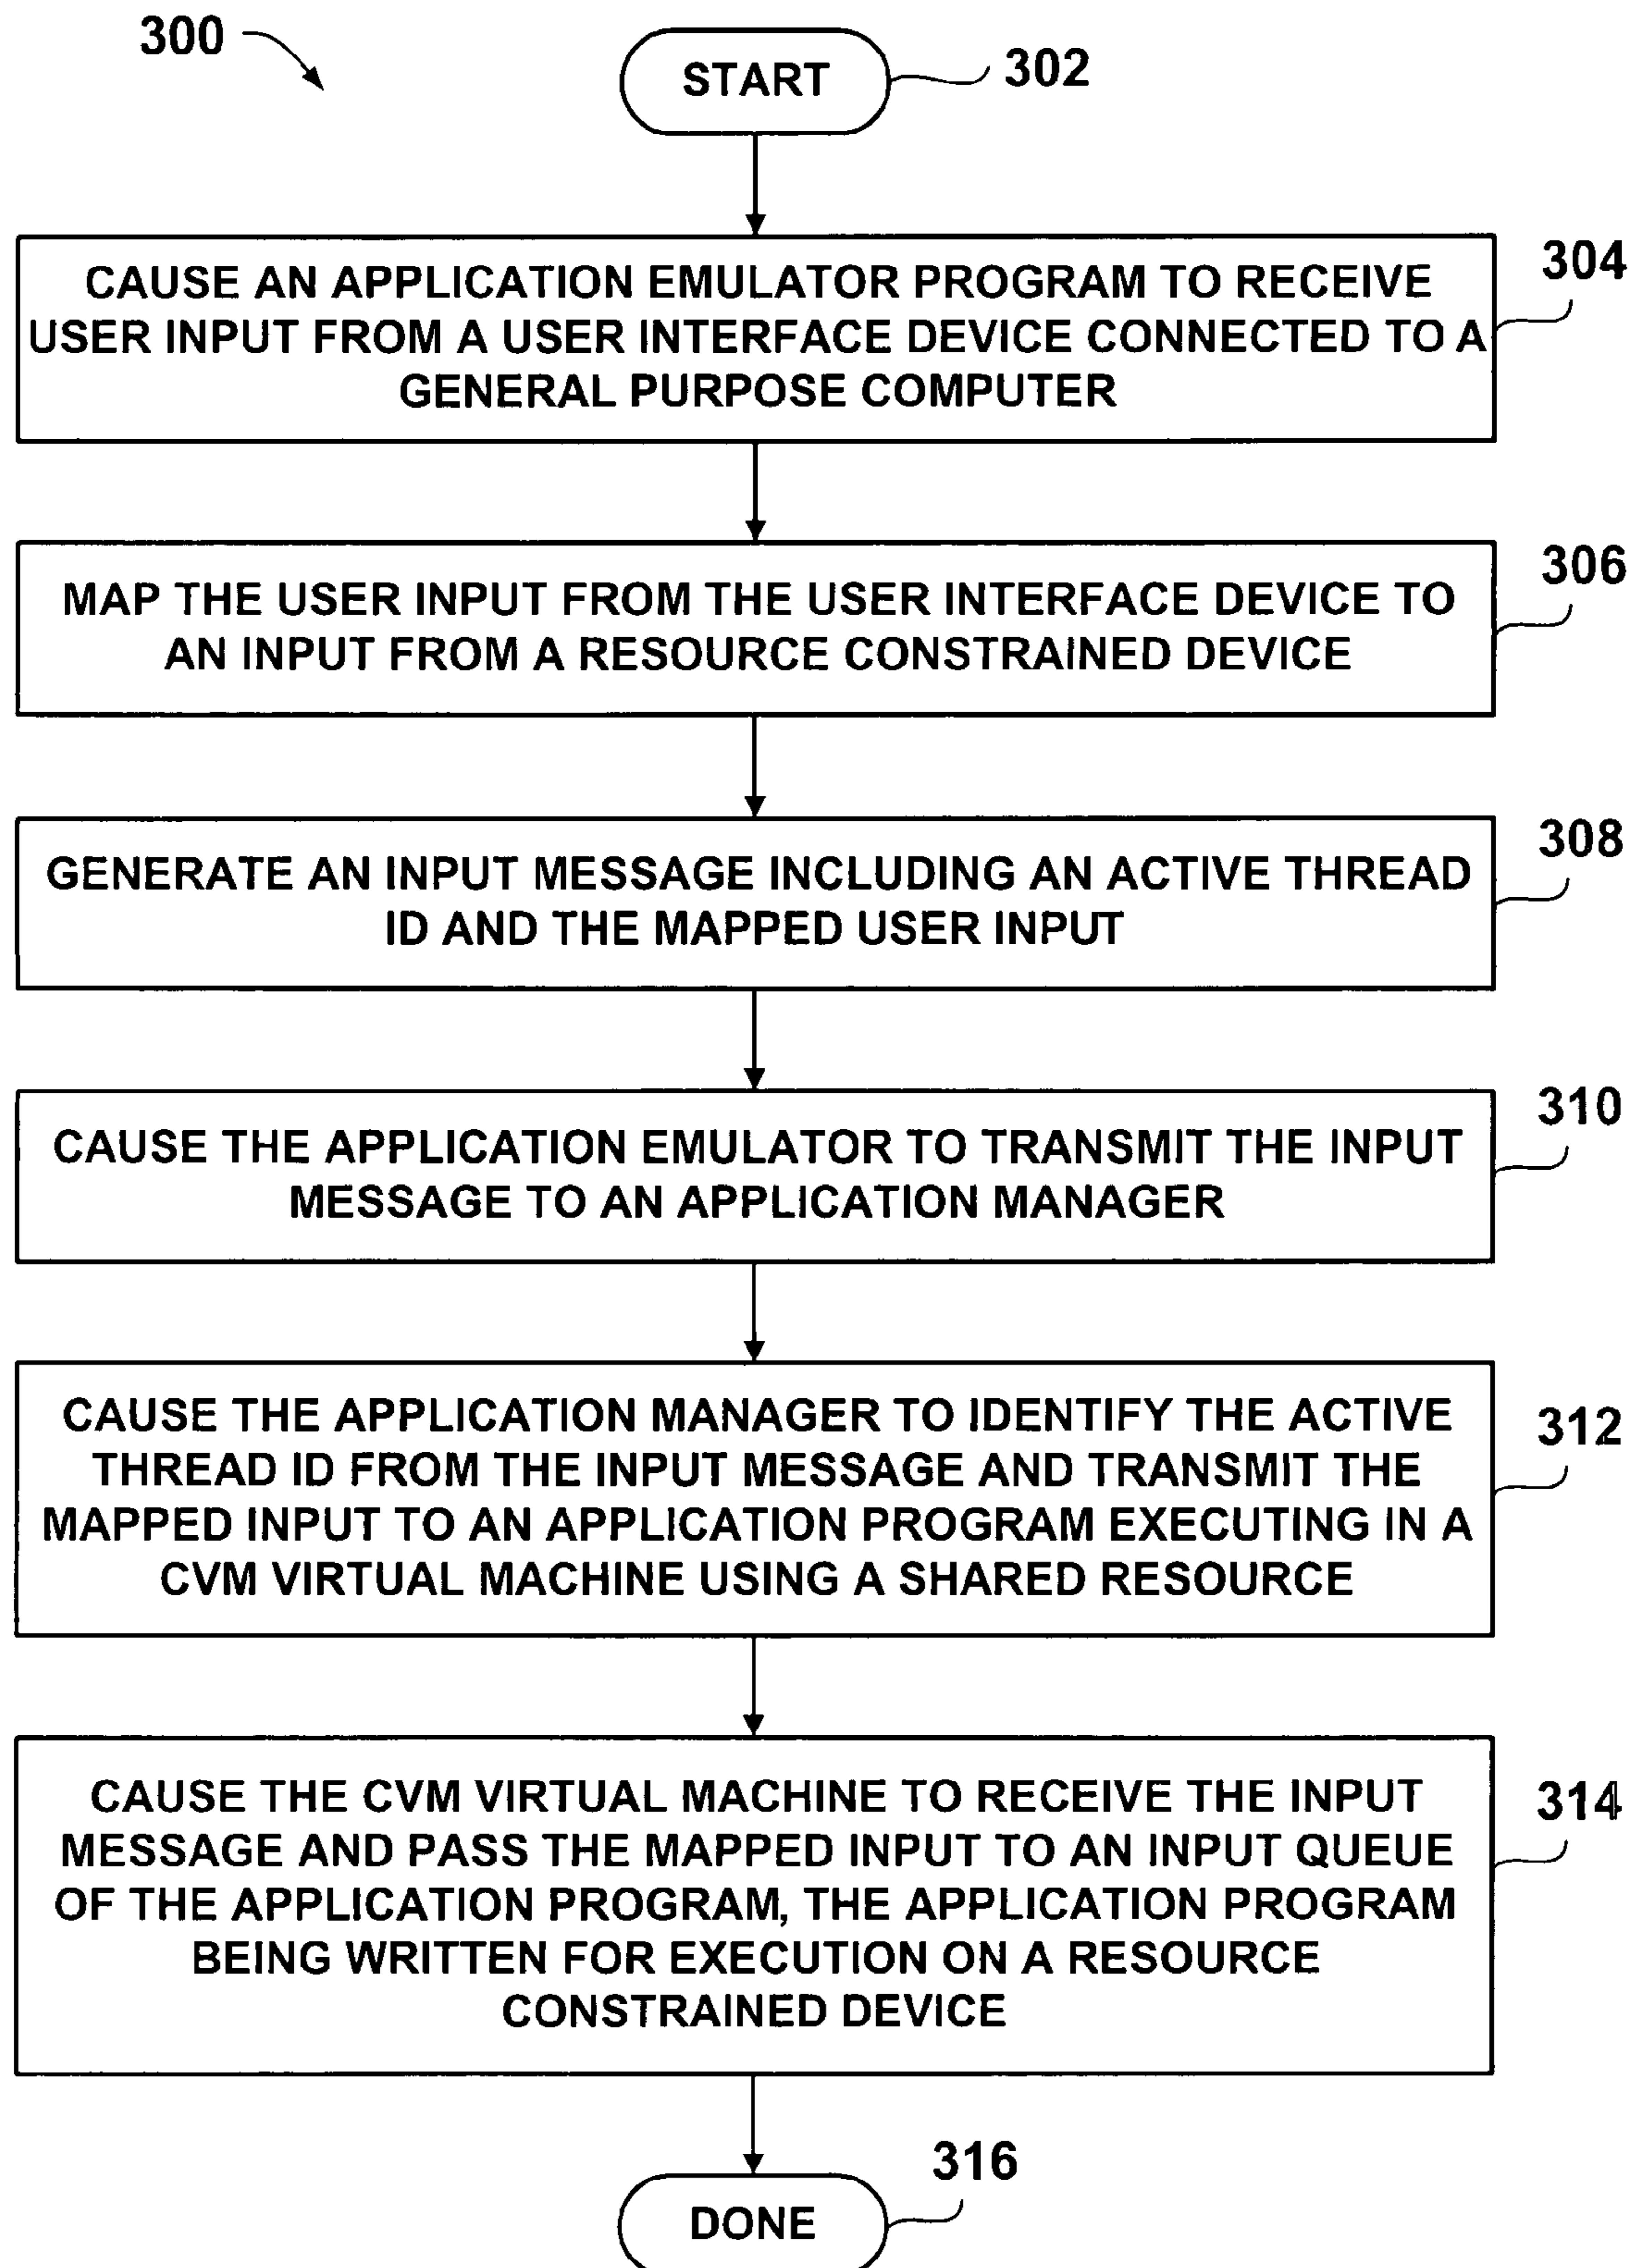 300
START
302
CAUSE AN APPLICATION EMULATOR PROGRAM TO RECEIVE
USER INPUT FROM A USER INTERFACE DEVICE CONNECTED TO A
GENERAL PURPOSE COMPUTER
304
MAP THE USER INPUT FROM THE USER INTERFACE DEVICE TO
AN INPUT FROM A RESOURCE CONSTRAINED DEVICE
306
GENERATE AN INPUT MESSAGE INCLUDING AN ACTIVE THREAD
ID AND THE MAPPED USER INPUT
308
CAUSE THE APPLICATION EMULATOR TO TRANSMIT THE INPUT
MESSAGE TO AN APPLICATION MANAGER
310
CAUSE THE APPLICATION MANAGER TO IDENTIFY THE ACTIVE
THREAD ID FROM THE INPUT MESSAGE AND TRANSMIT THE
MAPPED INPUT TO AN APPLICATION PROGRAM EXECUTING IN A
CVM VIRTUAL MACHINE USING A SHARED RESOURCE
312
CAUSE THE CVM VIRTUAL MACHINE TO RECEIVE THE INPUT
MESSAGE AND PASS THE MAPPED INPUT TO AN INPUT QUEUE
OF THE APPLICATION PROGRAM, THE APPLICATION PROGRAM
BEING WRITTEN FOR EXECUTION ON A RESOURCE
CONSTRAINED DEVICE
314
DONE
316